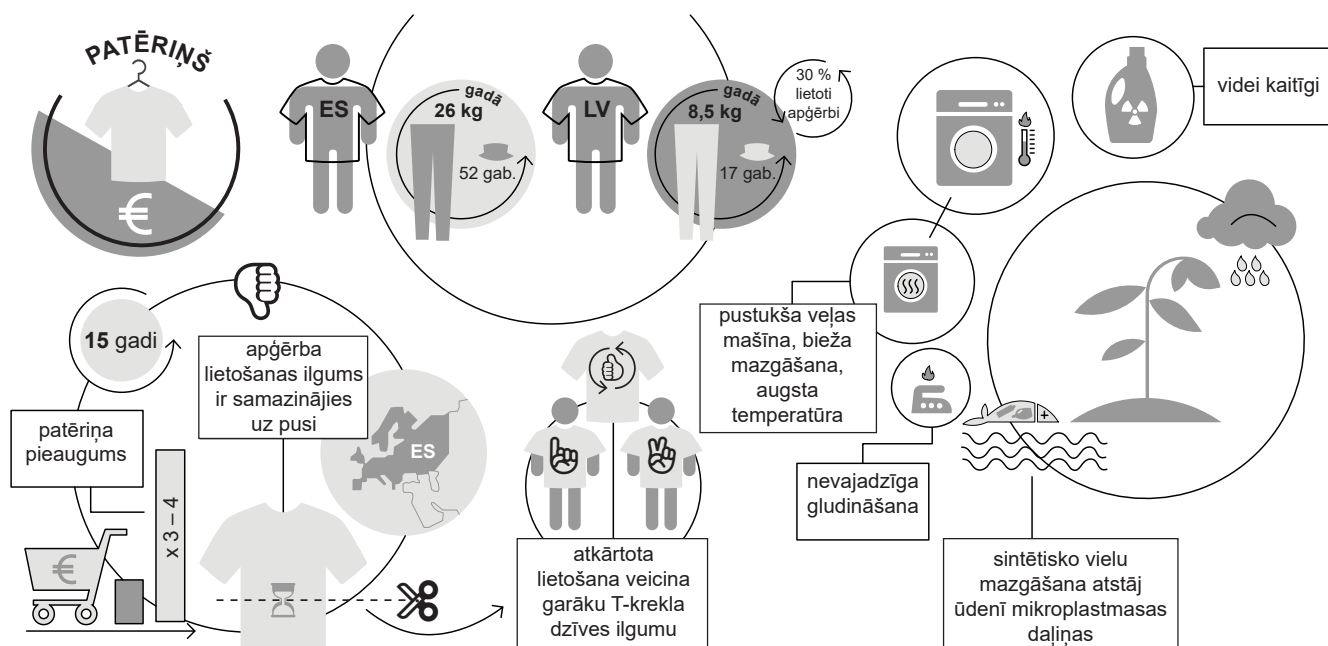 PATĒRIŅŠ
€
ES
gadā
26 kg
52 gab.
LV
gadā
8,5 kg
17 gab.
30 %
lietoti
apģērbi
videi kaitīgi
pustukša veļas
mašīna, bieža
mazgāšana,
augsta
temperatūra
nevajadzīga
gludināšana
sintētisko vielu
mazgāšana atstāj
ūdenī mikroplastmasas
daļiņas
15 gadi
patēriņa
pieaugums
x 3 – 4
€
apģērba
lietošanas ilgums
ir samazinājies
uz pusi
ES
atkārtota
lietošana veicina
garāku T-krekla
dzīves ilgumu